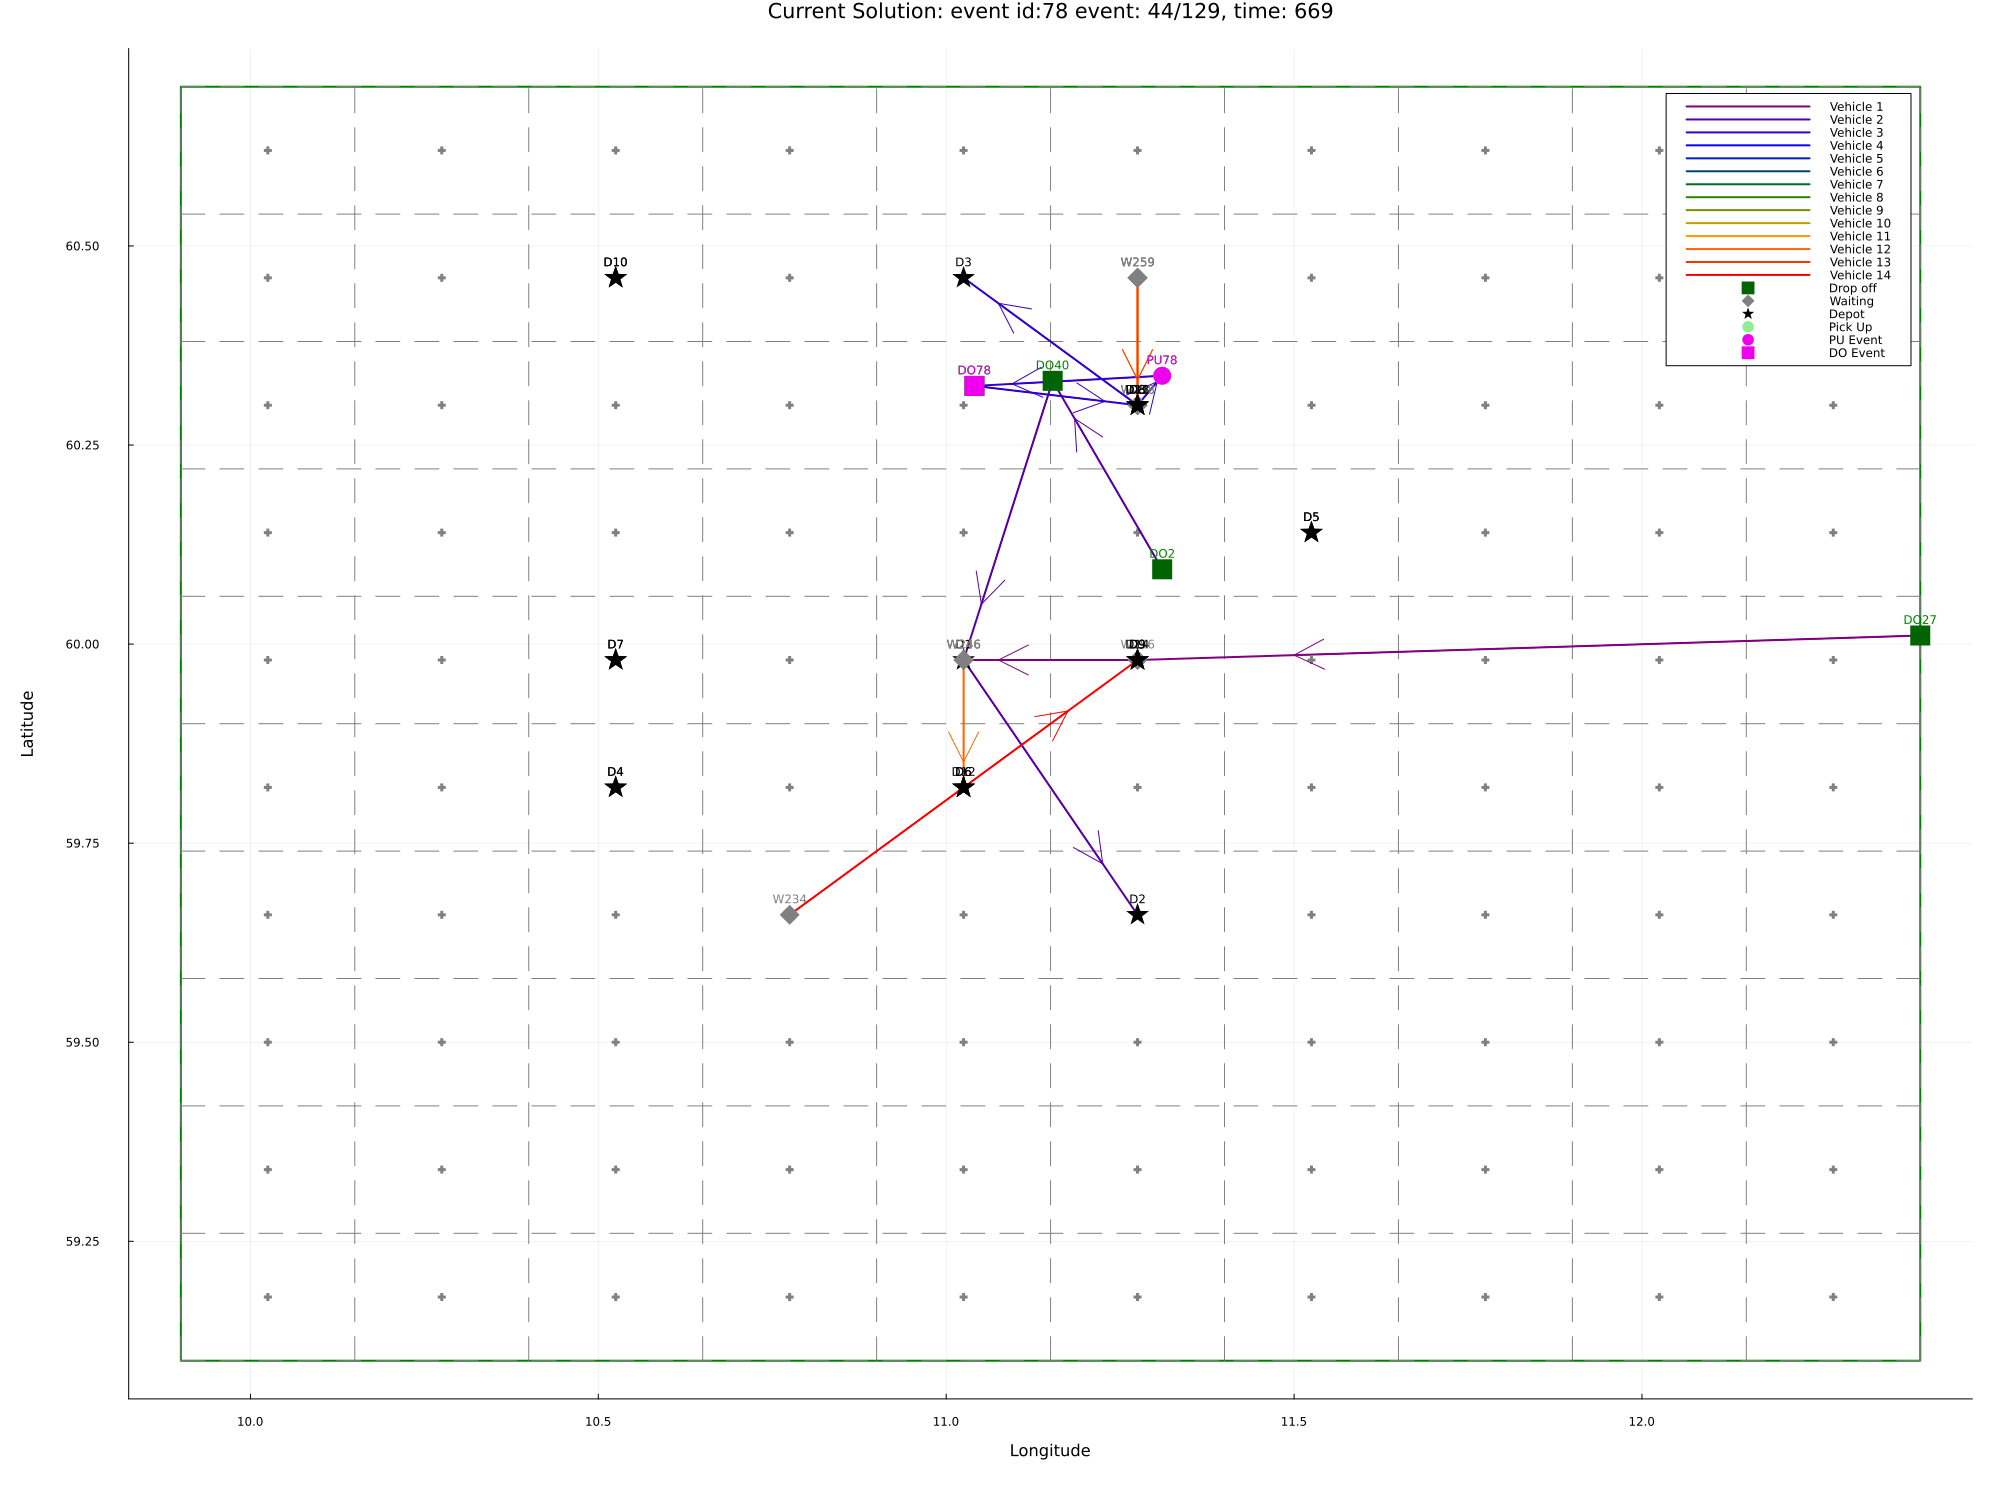 Current Solution: event id:78 event: 44/129, time: 669
Vehicle 1
Vehicle 2
Vehicle 3
Vehicle 4
Vehicle 5
Vehicle 6
Vehicle 7
Vehicle 8
Vehicle 9
Vehicle 10
Vehicle 11
Vehicle 12
Vehicle 13
Vehicle 14
Drop off
Waiting
Depot
Pick Up
PU Event
DO Event
60.50
D10
D3
W259
DO78
DO40
PU78
60.25
D5
DO2
DO27
60.00
D7
D4
59.75
W234
D2
59.50
59.25
10.0
10.5
11.0
11.5
12.0
Longitude
Latitude